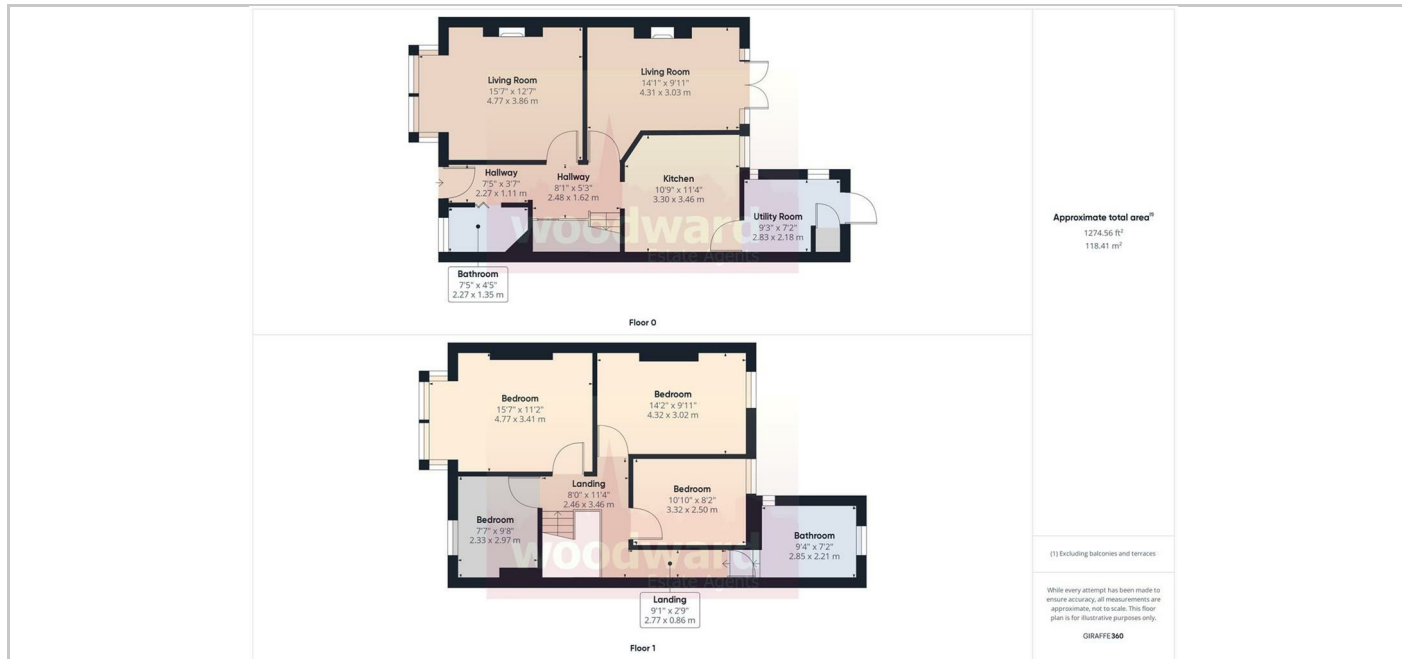 Living Room
15'7" x 12'7"
4.77 x 3.86 m
Living Room
14'1" x 9'11"
4.31 x 3.03 m
Hallway
7'5" x 3'7"
2.27 x 1.11 m
Hallway
8'1" x 5'3"
2.48 x 1.62 m
Kitchen
10'9" x 11'4"
3.30 x 3.46 m
Utility Room
9'3" x 7'2"
2.83 x 2.18 m
woodward
Estate Agents
Bathroom
7'5" x 4'5"
2.27 x 1.35 m
Floor 0
Bedroom
15'7" x 11'2"
4.77 x 3.41 m
Bedroom
14'2" x 9'11"
4.32 x 3.02 m
Landing
8'0" x 11'4"
2.46 x 3.46 m
Bedroom
10'10" x 8'2"
3.32 x 2.50 m
Bedroom
7'7" x 9'8"
2.33 x 2.97 m
Bathroom
9'4" x 7'2"
2.85 x 2.21 m
woodward
Estate Agents
Landing
9'1" x 2'9"
2.77 x 0.86 m
Floor 1
Approximate total area⁽¹⁾
1274.56 ft²
118.41 m²
(1) Excluding balconies and terraces
While every attempt has been made to
ensure accuracy, all measurements are
approximate, not to scale. This floor
plan is for illustrative purposes only.
GIRAFFE360